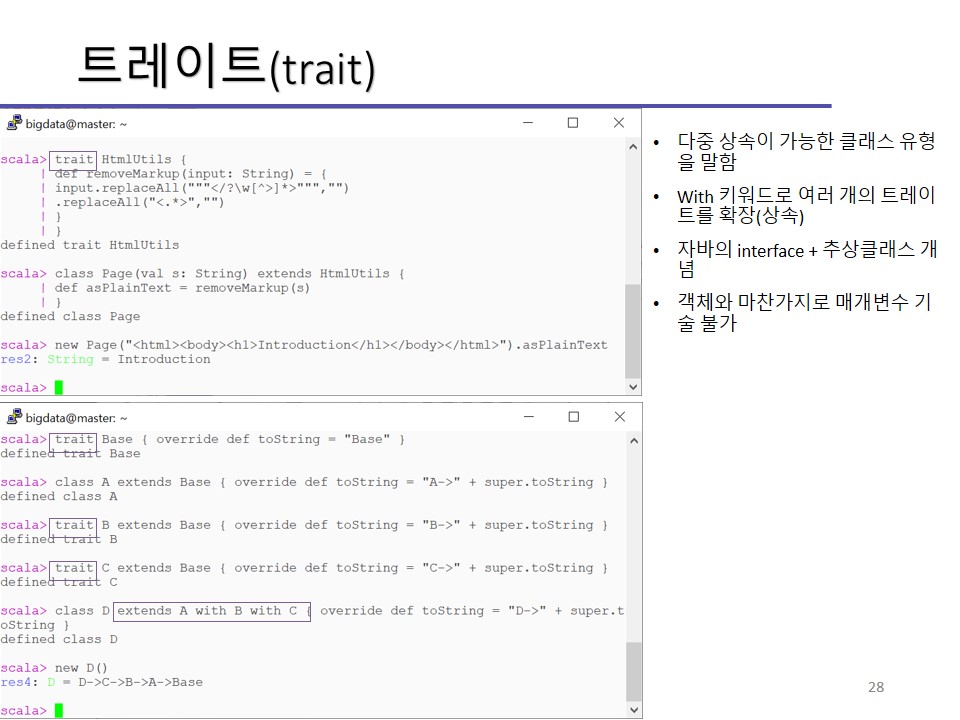 트레이트(trait)
bigdata@master: ~
scala> trait HtmlUtils {
| def removeMarkup(input: String) = {
| input.replaceAll("""</?\w[^>]*>""","")
| .replaceAll("<.*>","")
| }
| }
defined trait HtmlUtils
scala> class Page(val s: String) extends HtmlUtils {
| def asPlainText = removeMarkup(s)
| }
defined class Page
scala> new Page("<html><body><h1>Introduction</h1></body></html>").asPlainText
res2: String = Introduction
scala>
bigdata@master: ~
scala> trait Base { override def toString = "Base" }
defined trait Base
scala> class A extends Base { override def toString = "A->" + super.toString }
defined class A
scala> trait B extends Base { override def toString = "B->" + super.toString }
defined trait B
scala> trait C extends Base { override def toString = "C->" + super.toString }
defined trait C
scala> class D extends A with B with C { override def toString = "D->" + super.t
oString }
defined class D
scala> new D()
res4: D = D->C->B->A->Base
scala>
• 다중 상속이 가능한 클래스 유형
을 말함
• With 키워드로 여러 개의 트레이
트를 확장(상속)
• 자바의 interface + 추상클래스 개
념
• 객체와 마찬가지로 매개변수 기
술 불가
28